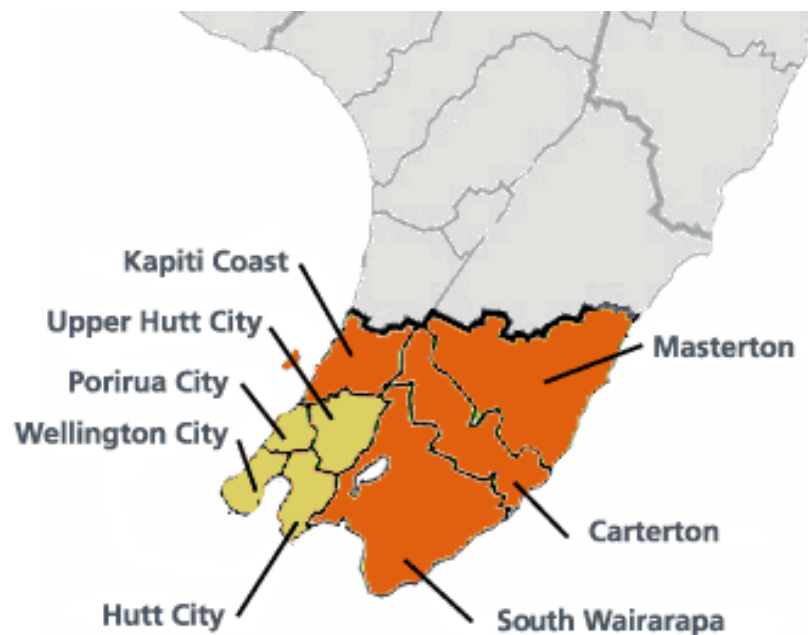 Kapiti Coast
Upper Hutt City
Masterton
Porirua City
Wellington City
Carterton
Hutt City
South Wairarapa